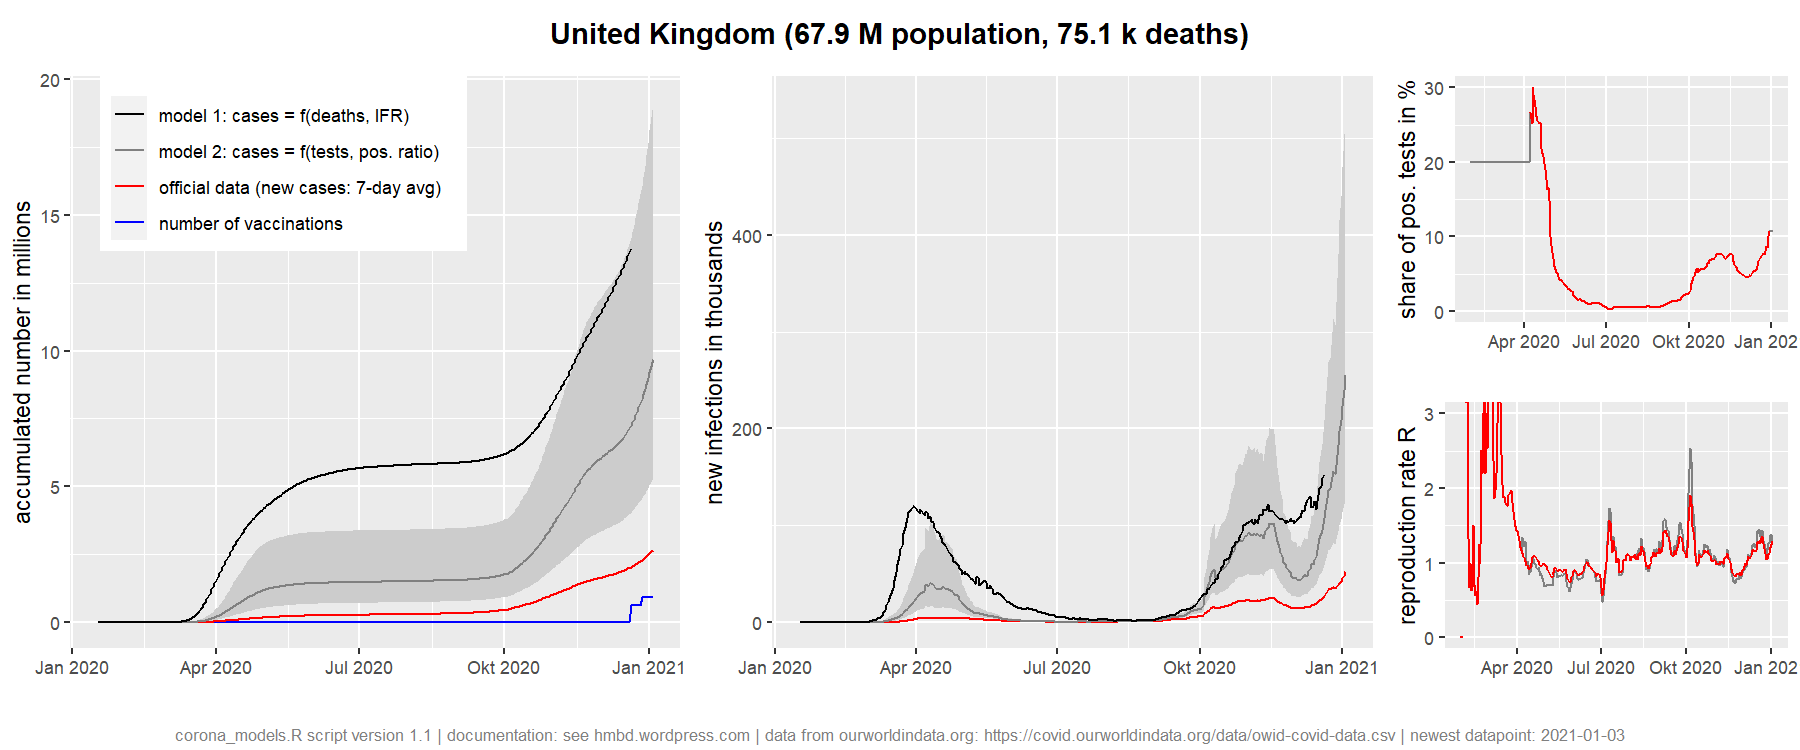 United Kingdom (67.9 M population, 75.1 k deaths)
accumulated number in millions
20
15
10
5
0
model 1: cases = f(deaths, IFR)
model 2: cases = f(tests, pos. ratio)
official data (new cases: 7-day avg)
number of vaccinations
Jan 2020 Apr 2020 Jul 2020 Okt 2020 Jan 2021
new infections in thousands
400
200
0
Jan 2020 Apr 2020 Jul 2020 Okt 2020 Jan 2021
share of pos. tests in %
30
20
10
0
Apr 2020 Jul 2020 Okt 2020 Jan 202
reproduction rate R
3
2
1
0
Apr 2020 Jul 2020 Okt 2020 Jan 202
corona_models.R script version 1.1 | documentation: see hmbd.wordpress.com | data from ourworldindata.org: https://covid.ourworldindata.org/data/owid-covid-data.csv | newest datapoint: 2021-01-03